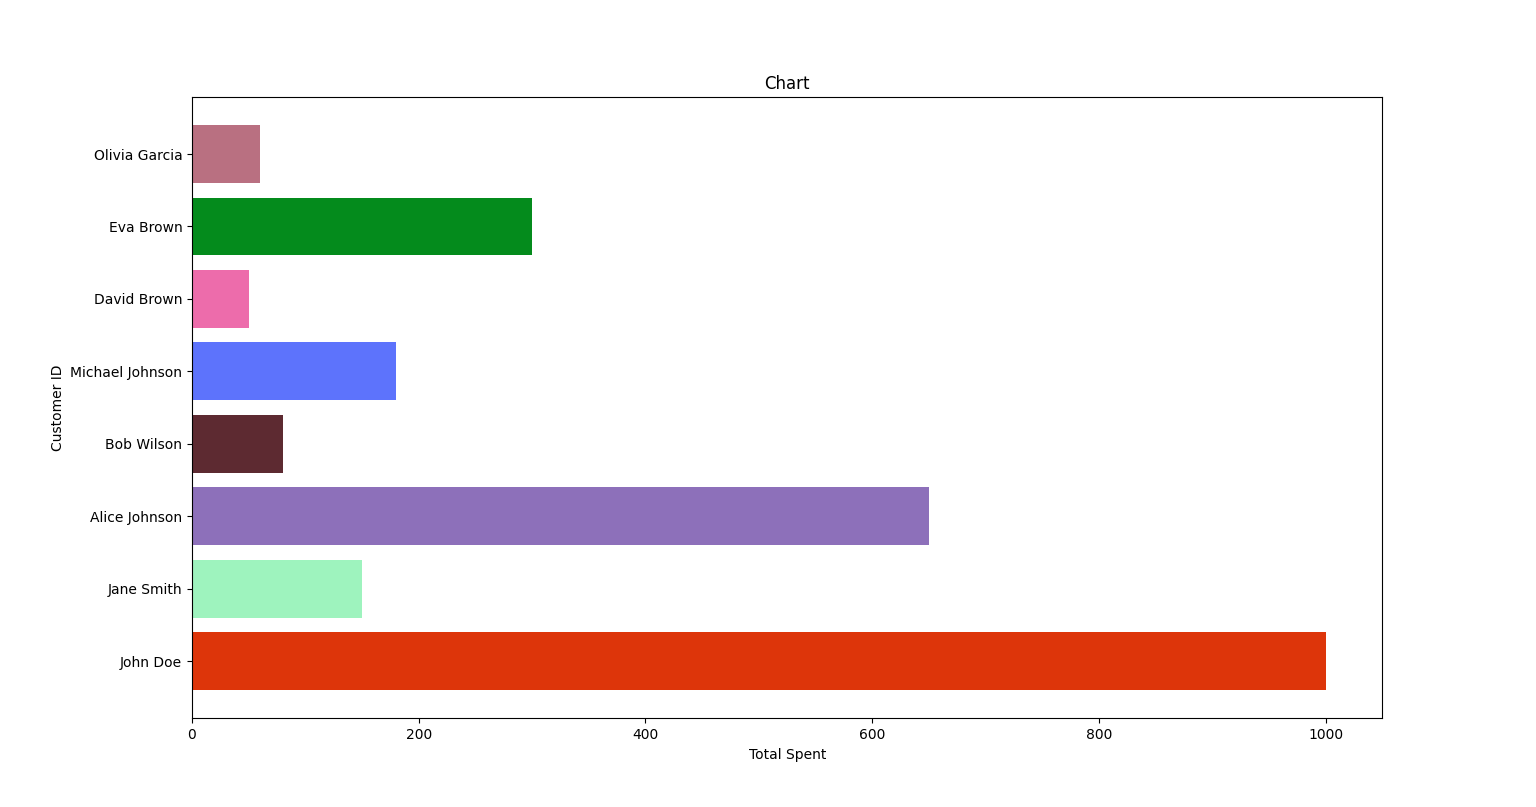 Chart
Olivia Garcia
Eva Brown
David Brown
Michael Johnson
Bob Wilson
Alice Johnson
Jane Smith
John Doe
Customer ID
0 200 400 600 800 1000
Total Spent